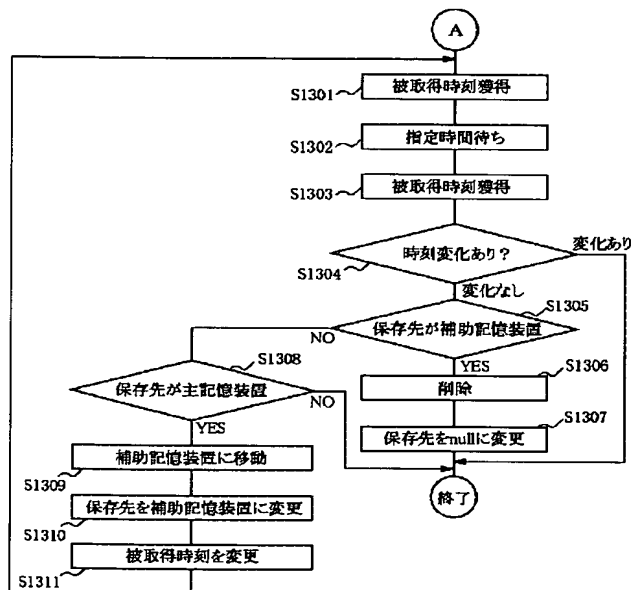 A
S1301
被取得時刻獲得
S1302
指定時間待ち
S1303
被取得時刻獲得
時刻変化あり?
変化あり
S1304
変化なし
S1305
保存先が補助記憶装置
NO
YES
S1306
削除
S1307
保存先をnullに変更
終了
S1308
保存先が主記憶装置
NO
YES
補助記憶装置に移動
S1309
保存先を補助記憶装置に変更
S1310
被取得時刻を変更
S1311